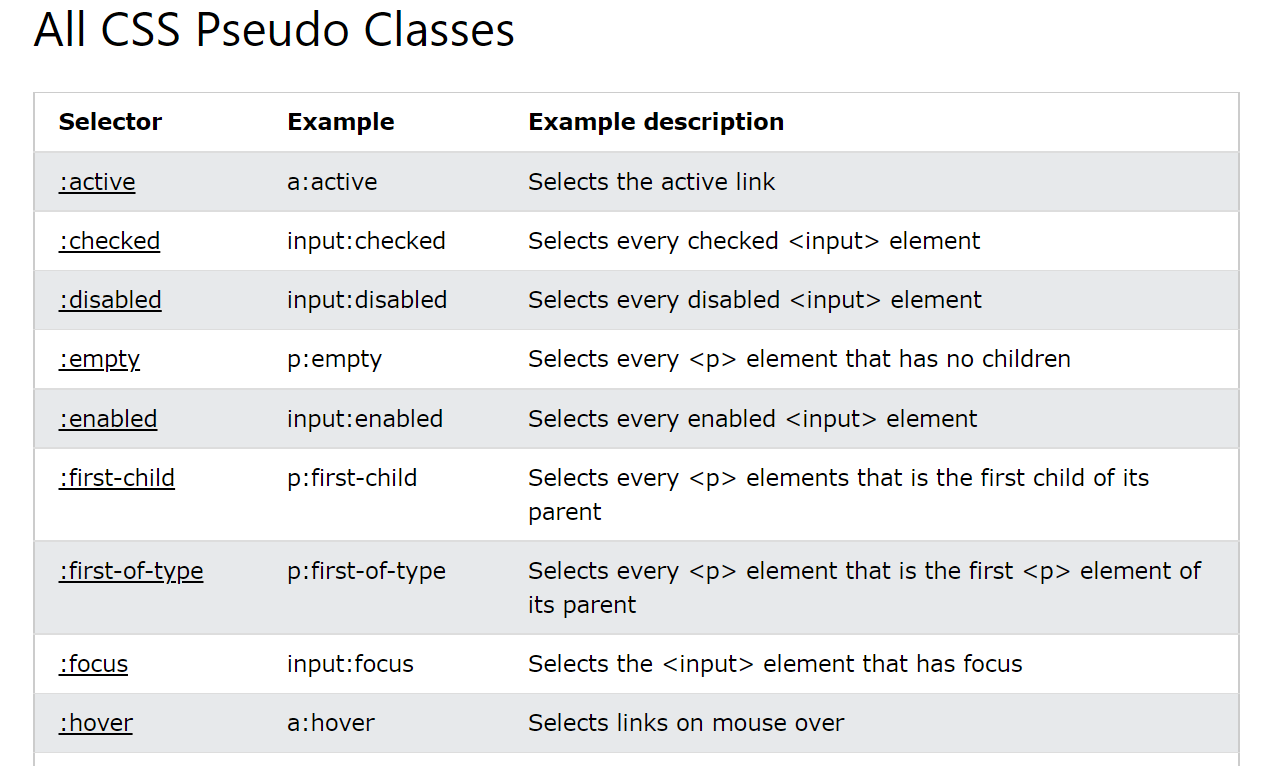 All CSS Pseudo Classes
Selector Example Example description
:active a:active Selects the active link
:checked input:checked Selects every checked <input> element
:disabled input:disabled Selects every disabled <input> element
:empty p:empty Selects every <p> element that has no children
:enabled input:enabled Selects every enabled <input> element
:first-child p:first-child Selects every <p> elements that is the first child of its
parent
:first-of-type p:first-of-type Selects every <p> element that is the first <p> element of
its parent
:focus input:focus Selects the <input> element that has focus
:hover a:hover Selects links on mouse over